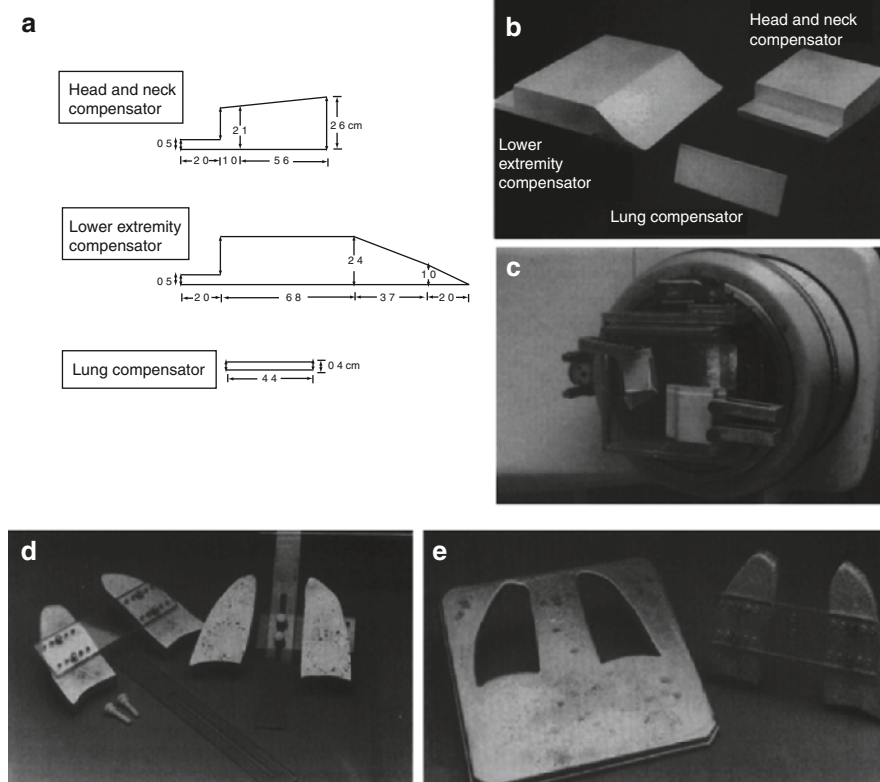 a
Head and neck
compensator
0 5
2 1
2 6 cm
2 0
1 0
5 6
Lower extremity
compensator
0 5
2 4
1 0
2 0
6 8
3 7
2 0
Lung compensator
0 4 cm
4 4
b
Head and neck
compensator
Lower
extremity
compensator
Lung compensator
c
d
e